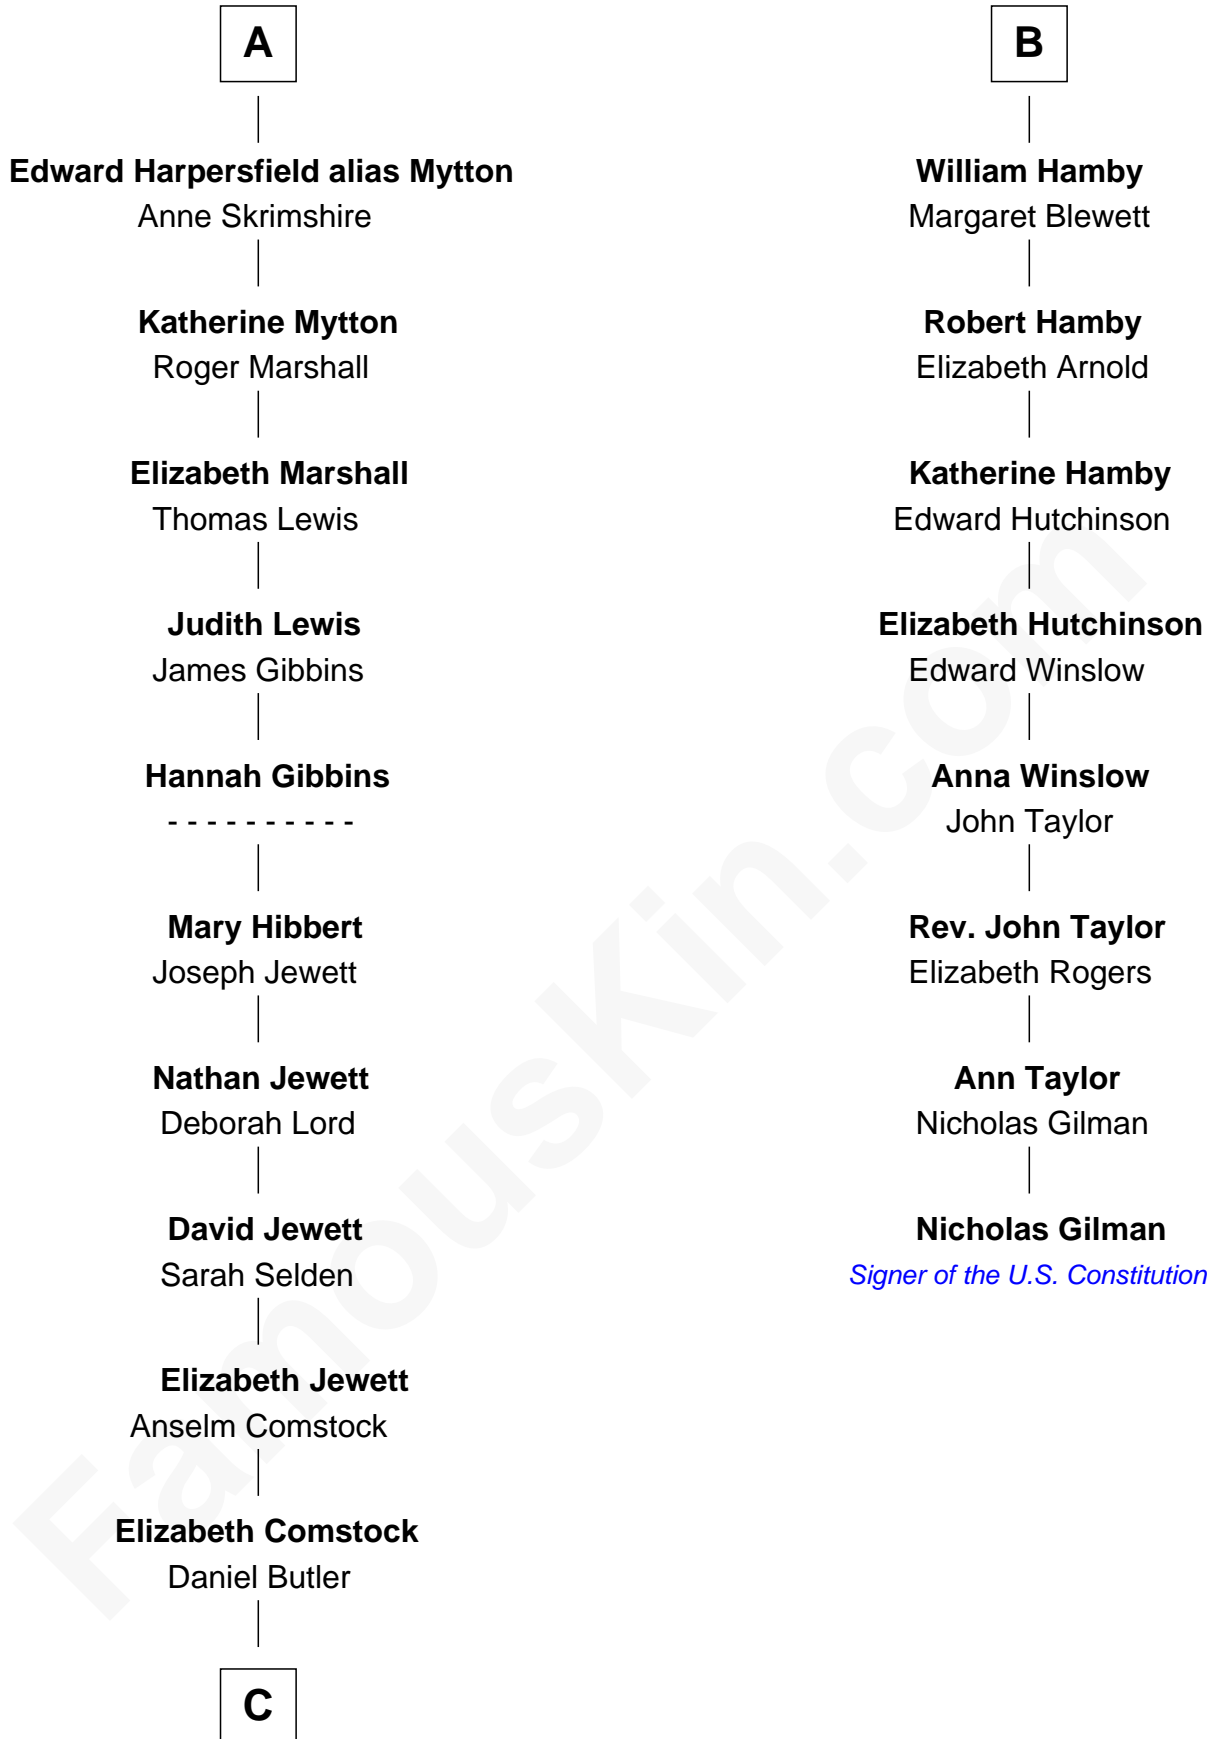 A
Edward Harpersfield alias Mytton
Anne Skrimshire
Katherine Mytton
Roger Marshall
Elizabeth Marshall
Thomas Lewis
Judith Lewis
James Gibbins
Hannah Gibbins
- - - - - - - - - -
Mary Hibbert
Joseph Jewett
Nathan Jewett
Deborah Lord
David Jewett
Sarah Selden
Elizabeth Jewett
Anselm Comstock
Elizabeth Comstock
Daniel Butler
C
B
William Hamby
Margaret Blewett
Robert Hamby
Elizabeth Arnold
Katherine Hamby
Edward Hutchinson
Elizabeth Hutchinson
Edward Winslow
Anna Winslow
John Taylor
Rev. John Taylor
Elizabeth Rogers
Ann Taylor
Nicholas Gilman
Nicholas Gilman
Signer of the U.S. Constitution
FamousKin.com